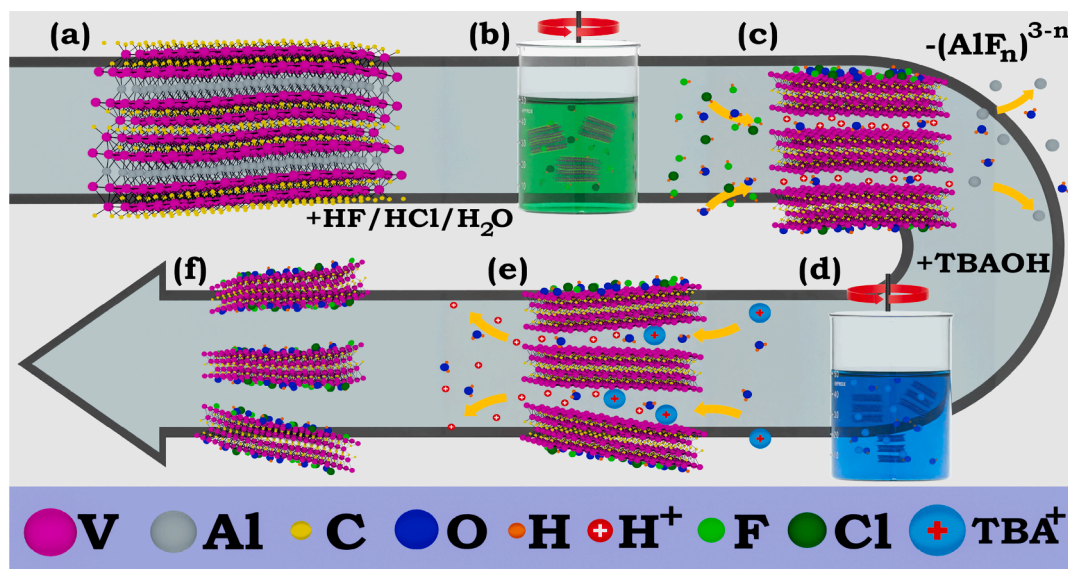 (a)
(b)
(c)
-(AlFₙ)³⁻ⁿ
+HF/HCl/H₂O
(f)
(e)
+TBAOH
(d)
V Al C O H H⁺ F Cl TBA⁺